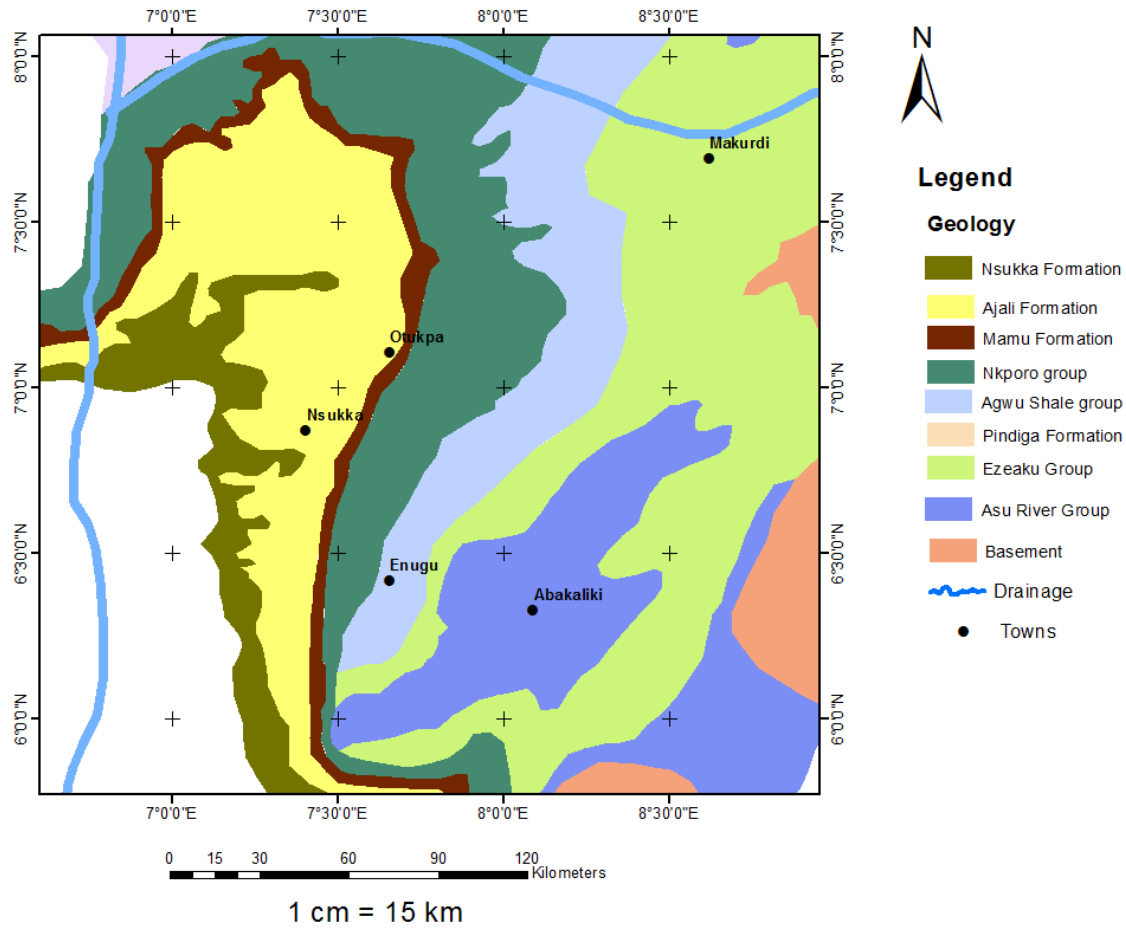 7°0'0"E 7°30'0"E 8°0'0"E 8°30'0"E
N
8°0'0"N 8°0'0"N
Makurdi
Legend
7°30'0"N 7°30'0"N
Geology
Nsukka Formation
Ajali Formation
Otukpa
Mamu Formation
Nkporo group
7°0'0"N 7°0'0"N
Agwu Shale group
Nsukka
Pindiga Formation
Ezeaku Group
Asu River Group
6°30'0"N 6°30'0"N
Basement
Enugu
Abakaliki
Drainage
Towns
6°0'0"N 6°0'0"N
7°0'0"E 7°30'0"E 8°0'0"E 8°30'0"E
0 15 30 60 90 120
Kilometers
1 cm = 15 km